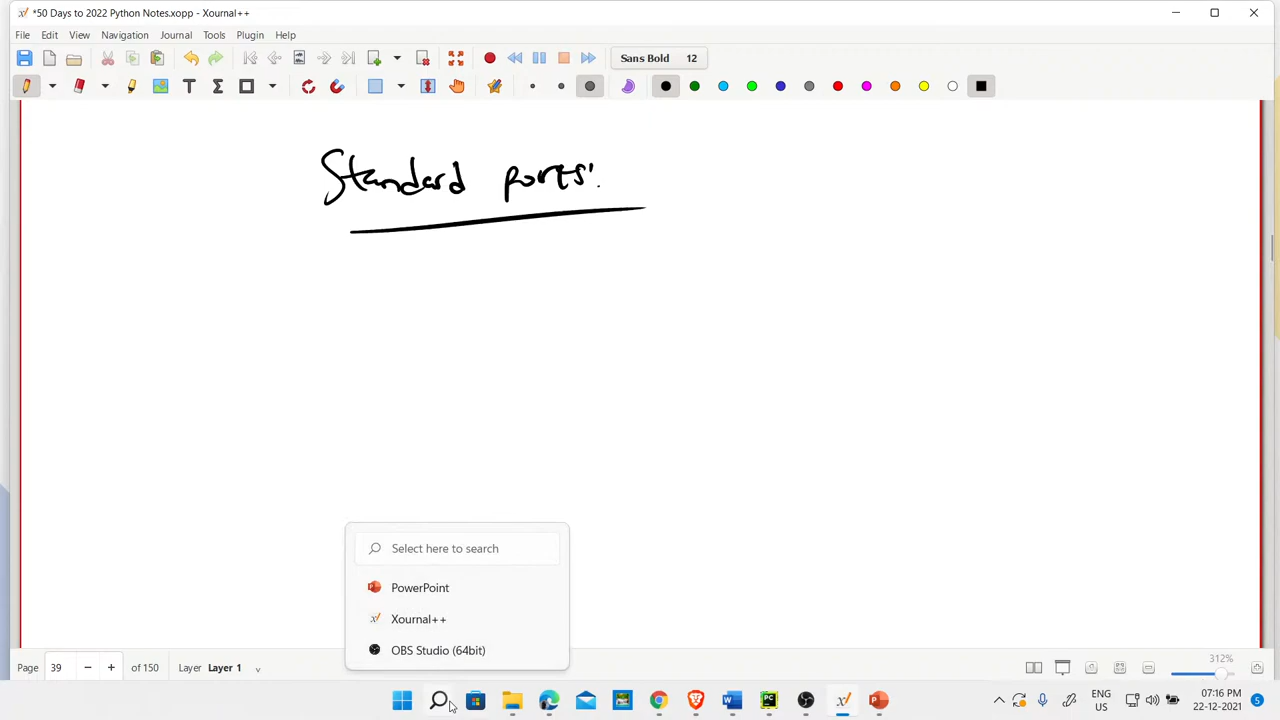 *50 Days to 2022 Python Notes.xopp - Xournal++
File Edit View Navigation Journal Tools Plugin Help
Sans Bold 12
Standard ports:
Select here to search
PowerPoint
Xournal++
OBS Studio (64bit)
Page 39 of 150 Layer Layer 1 312%
ENG 07:16 PM
US 22-12-2021 5